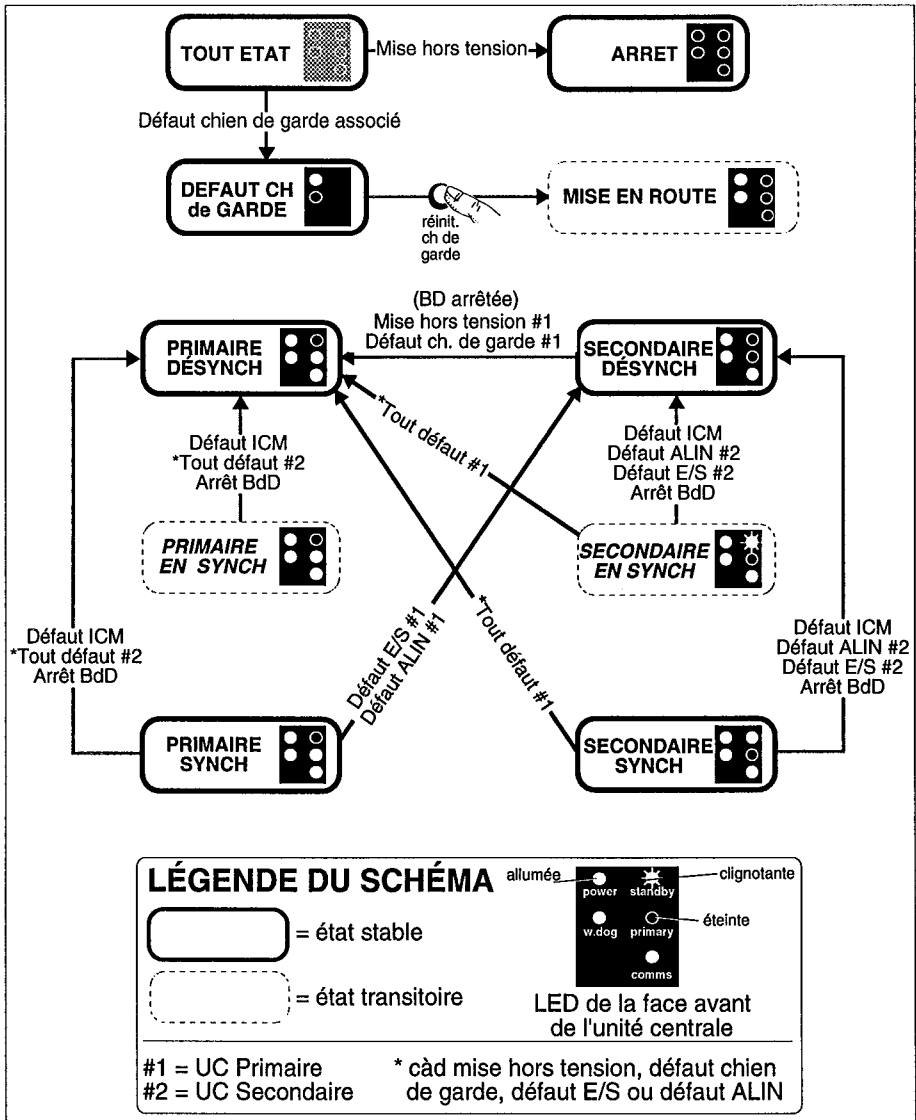 TOUT ETAT
Mise hors tension
ARRET
Défaut chien de garde associé
DEFAUT CH
de GARDE
réinit.
ch de
garde
MISE EN ROUTE
(BD arrêtée)
Mise hors tension #1
Défaut ch. de garde #1
PRIMAIRE
DÉSYNCH
SECONDAIRE
DÉSYNCH
*Tout défaut #1
Défaut ICM
*Tout défaut #2
Arrêt BdD
Défaut ICM
Défaut ALIN #2
Défaut E/S #2
Arrêt BdD
PRIMAIRE
EN SYNCH
SECONDAIRE
EN SYNCH
Défaut ICM
*Tout défaut #2
Arrêt BdD
Défaut E/S #1
Défaut ALIN #1
*Tout défaut #1
Défaut ICM
Défaut ALIN #2
Défaut E/S #2
Arrêt BdD
PRIMAIRE
SYNCH
SECONDAIRE
SYNCH
LÉGENDE DU SCHÉMA
= état stable
= état transitoire
allumée
clignotante
power standby
éteinte
w.dog primary
comms
LED de la face avant
de l'unité centrale
#1 = UC Primaire
#2 = UC Secondaire
* càd mise hors tension, défaut chien
de garde, défaut E/S ou défaut ALIN